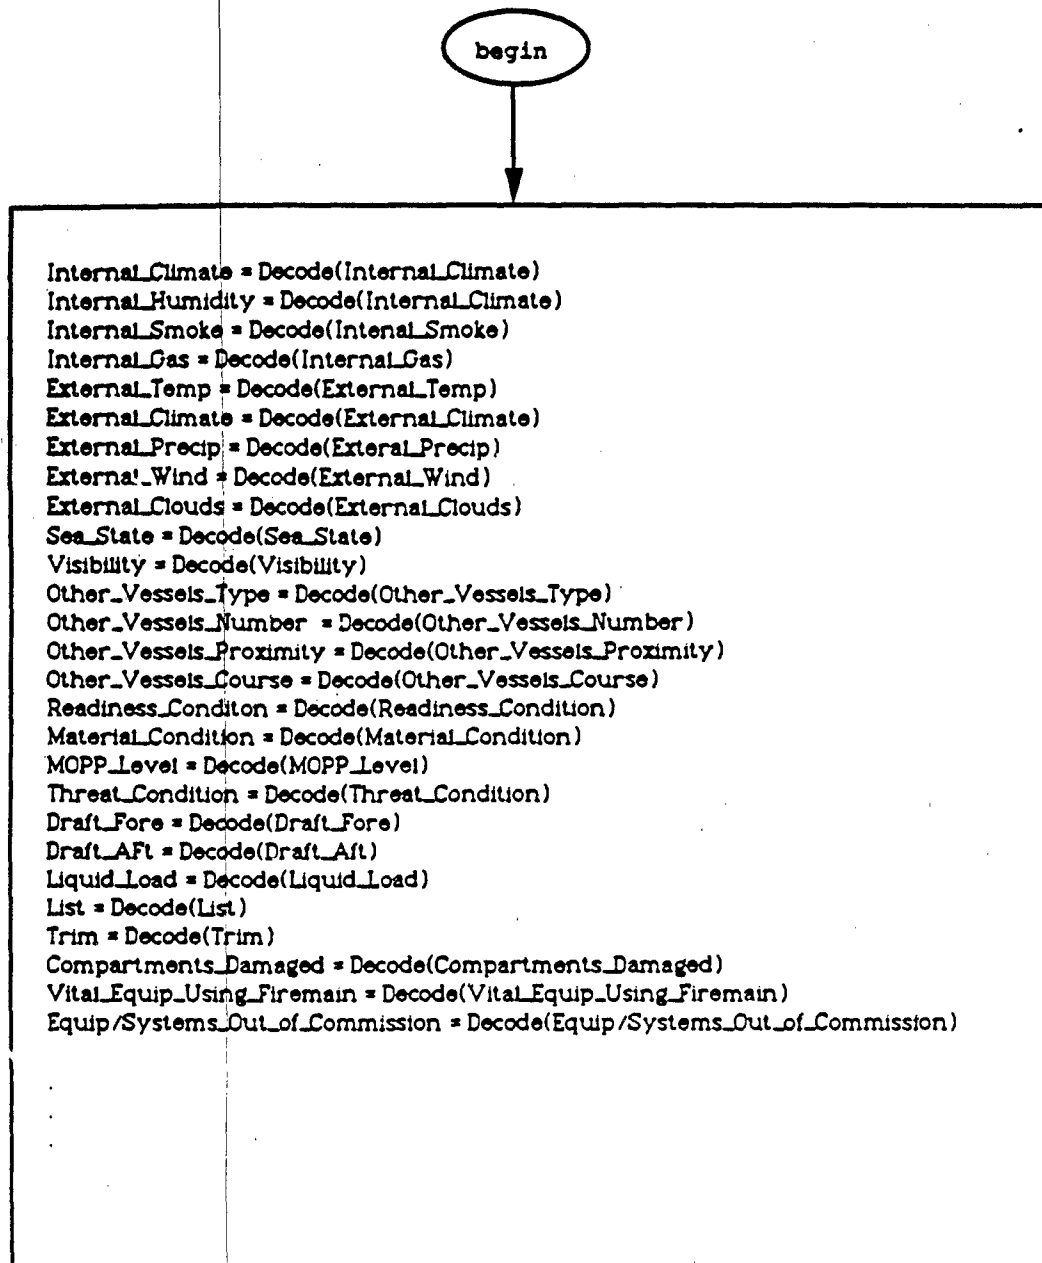 begin
Internal_Climate = Decode(Internal_Climate)
Internal_Humidity = Decode(Internal_Climate)
Internal_Smoke = Decode(Intenal_Smoke)
Internal_Gas = Decode(Internal_Gas)
External_Temp = Decode(External_Temp)
External_Climate = Decode(External_Climate)
External_Precip = Decode(Exteral_Precip)
External_Wind = Decode(External_Wind)
External_Clouds = Decode(External_Clouds)
Sea_State = Decode(Sea_State)
Visibility = Decode(Visibility)
Other_Vessels_Type = Decode(Other_Vessels_Type)
Other_Vessels_Number = Decode(Other_Vessels_Number)
Other_Vessels_Proximity = Decode(Other_Vessels_Proximity)
Other_Vessels_Course = Decode(Other_Vessels_Course)
Readiness_Conditon = Decode(Readiness_Condition)
Material_Condition = Decode(Material_Condition)
MOPP_Level = Decode(MOPP_Level)
Threat_Condition = Decode(Threat_Condition)
Draft_Fore = Decode(Draft_Fore)
Draft_AFt = Decode(Draft_Aft)
Liquid_Load = Decode(Liquid_Load)
List = Decode(List)
Trim = Decode(Trim)
Compartments_Damaged = Decode(Compartments_Damaged)
Vital_Equip_Using_Firemain = Decode(Vital_Equip_Using_Firemain)
Equip/Systems_Out_of_Commission = Decode(Equip/Systems_Out_of_Commission)
.
.
.